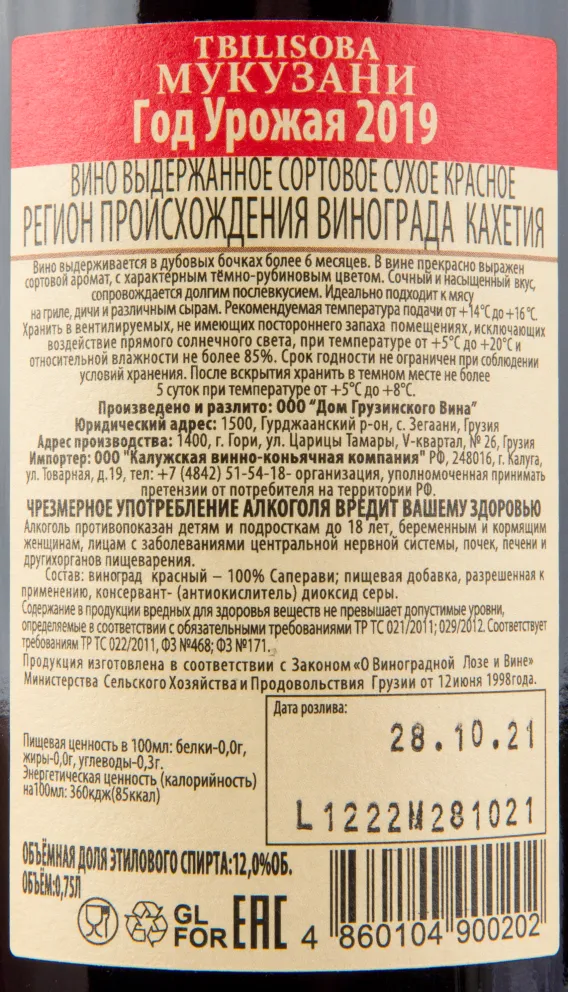 TBILISOBA
МУКУЗАНИ
Год Урожая 2019
ВИНО ВЫДЕРЖАННОЕ СОРТОВОЕ СУХОЕ КРАСНОЕ
РЕГИОН ПРОИСХОЖДЕНИЯ ВИНОГРАДА КАХЕТИЯ
Вино выдерживается в дубовых бочках более 6 месяцев. В вине прекрасно выражен
сортовой аромат, с характерным тёмно-рубиновым цветом. Сочный и насыщенный вкус,
сопровождается долгим послевкусием. Идеально подходит к мясу
на гриле, дичи и различным сырам. Рекомендуемая температура подачи от +14°С до +16°С.
Хранить в вентилируемых, не имеющих постороннего запаха помещениях, исключающих
воздействие прямого солнечного света, при температуре от +5°С до +20°С и
относительной влажности не более 85%. Срок годности не ограничен при соблюдении
условий хранения. После вскрытия хранить в темном месте не более
5 суток при температуре от +5°С до +8°С.
Произведено и разлито: ООО “Дом Грузинского Вина”
Юридический адрес: 1500, Гурджаанский р-он, с. Зегаани, Грузия
Адрес производства: 1400, г. Гори, ул. Царицы Тамары, V-квартал, № 26, Грузия
Импортер: ООО "Калужская винно-коньячная компания" РФ, 248016, г. Калуга,
ул. Товарная, д.19, тел: +7 (4842) 51-54-18- организация, уполномоченная принимать
претензии от потребителя на территории РФ.
ЧРЕЗМЕРНОЕ УПОТРЕБЛЕНИЕ АЛКОГОЛЯ ВРЕДИТ ВАШЕМУ ЗДОРОВЬЮ
Алкоголь противопоказан детям и подросткам до 18 лет, беременным и кормящим
женщинам, лицам с заболеваниями центральной нервной системы, почек, печени и
другихорганов пищеварения.
Состав: виноград красный – 100% Саперави; пищевая добавка, разрешенная к
применению, консервант- (антиокислитель) диоксид серы.
Содержание в продукции вредных для здоровья веществ не превышает допустимые уровни,
определяемые в соответствии с обязательными требованиями ТР ТС 021/2011; 029/2012. Соответствует
требованиям ТР ТС 022/2011, ФЗ №468; ФЗ №171.
Продукция изготовлена в соответствии с Законом «О Виноградной Лозе и Вине»
Министерства Сельского Хозяйства и Продовольствия Грузии от 12июня 1998года.
Дата розлива:
28.10.21
L1222M281021
Пищевая ценность в 100мл: белки-0,0г,
жиры-0,0г, углеводы-0,3г.
Энергетическая ценность (калорийность)
на100мл: 360кдж(85ккал)
ОБЪЁМНАЯ ДОЛЯ ЭТИЛОВОГО СПИРТА:12,0%ОБ.
ОБЪЁМ:0,75Л
GL
FOR
EAC
4 860104 900202